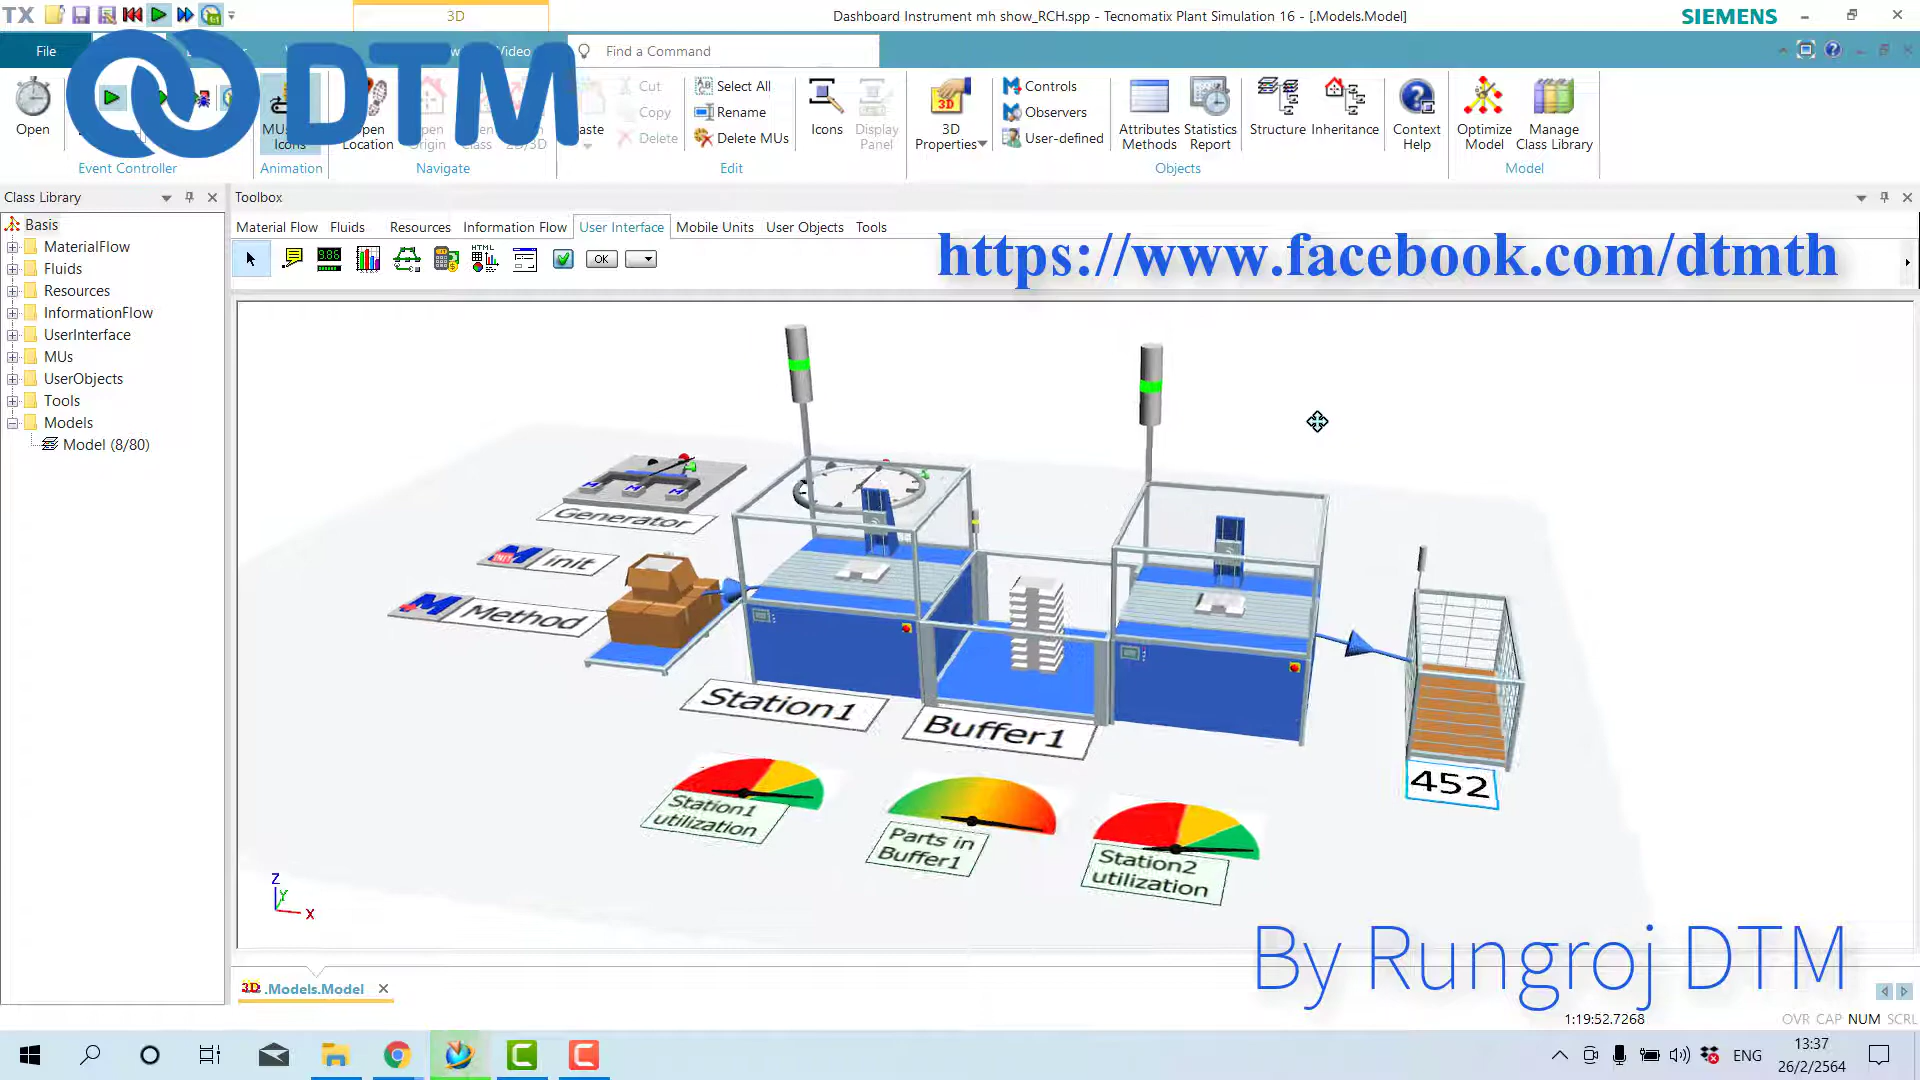 TX
3D
Dashboard Instrument mh show_RCH.spp - Tecnomatix Plant Simulation 16 - [.Models.Model]
SIEMENS
File
Video
Find a Command
DTM
Open
Event Controller
Icons
Animation
Open
Location
Navigate
Cut
Copy
Delete
Select All
Rename
Delete MUs
Edit
Icons
Display
Panel
3D
Properties
Controls
Observers
User-defined
Attributes
Methods
Statistics
Report
Structure
Inheritance
Objects
Context
Help
Optimize
Model
Manage
Class Library
Model
Class Library
Toolbox
Material Flow
Fluids
Resources
Information Flow
User Interface
Mobile Units
User Objects
Tools
OK
https://www.facebook.com/dtmth
Basis
MaterialFlow
Fluids
Resources
InformationFlow
UserInterface
MUs
UserObjects
Tools
Models
Model (8/80)
Generator
init
Method
Station1
Buffer1
452
Station1
utilization
Parts in
Buffer1
Station2
utilization
Z
Y
X
By Rungroj DTM
3D .Models.Model
1:19:52.7268
OVR CAP NUM SCRL
ENG
13:37
26/2/2564